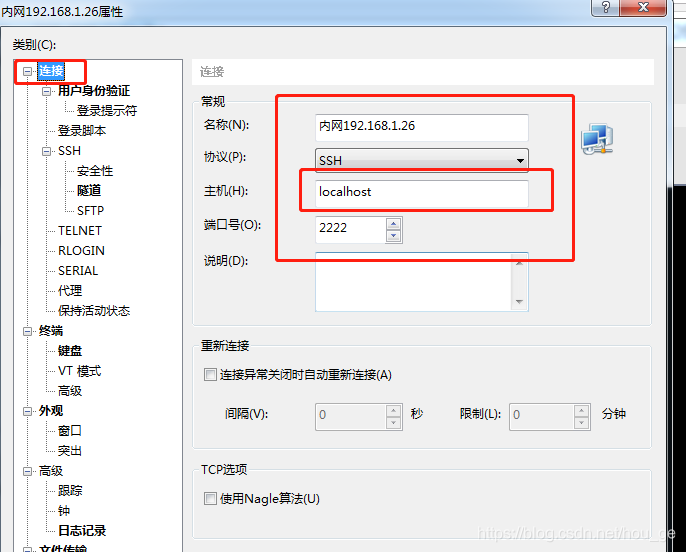 内网192.168.1.26属性
?
类别(C):
连接
用户身份验证
登录提示符
登录脚本
SSH
安全性
隧道
SFTP
TELNET
RLOGIN
SERIAL
代理
保持活动状态
终端
键盘
VT 模式
高级
外观
窗口
突出
高级
跟踪
钟
日志记录
文件传输
连接
常规
名称(N):
内网192.168.1.26
协议(P):
SSH
主机(H):
localhost
端口号(O):
2222
说明(D):
重新连接
连接异常关闭时自动重新连接(A)
间隔(V):
0
秒
限制(L):
0
分钟
TCP选项
使用Nagle算法(U)
https://blog.csdn.net/hou_ge